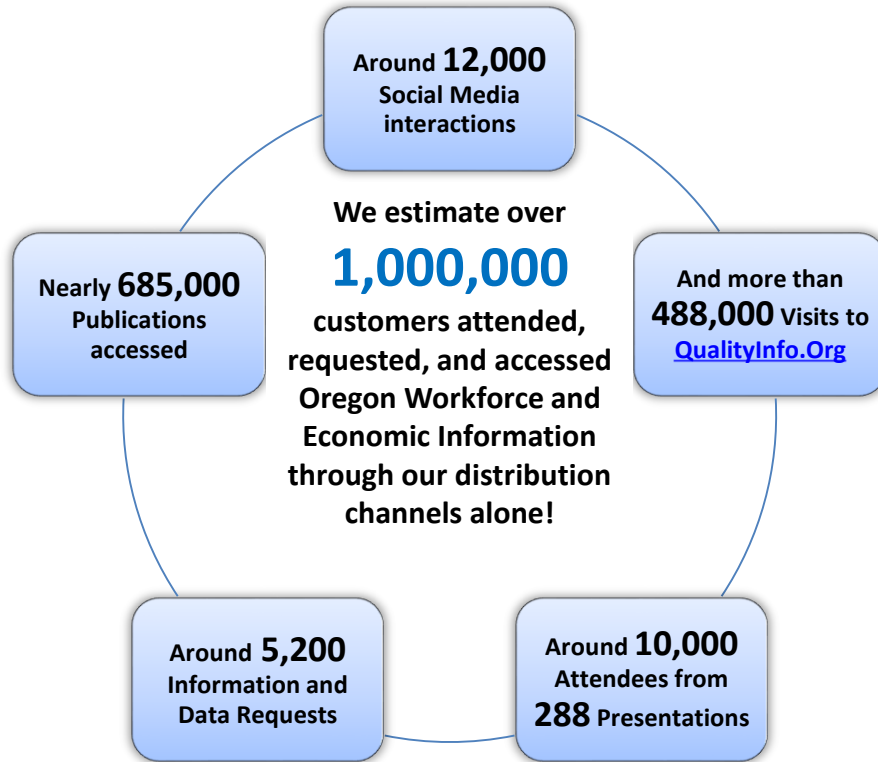 Around 12,000
Social Media
interactions
We estimate over
1,000,000
customers attended,
requested, and accessed
Oregon Workforce and
Economic Information
through our distribution
channels alone!
And more than
488,000 Visits to
QualityInfo.Org
Around 10,000
Attendees from
288 Presentations
Around 5,200
Information and
Data Requests
Nearly 685,000
Publications
accessed